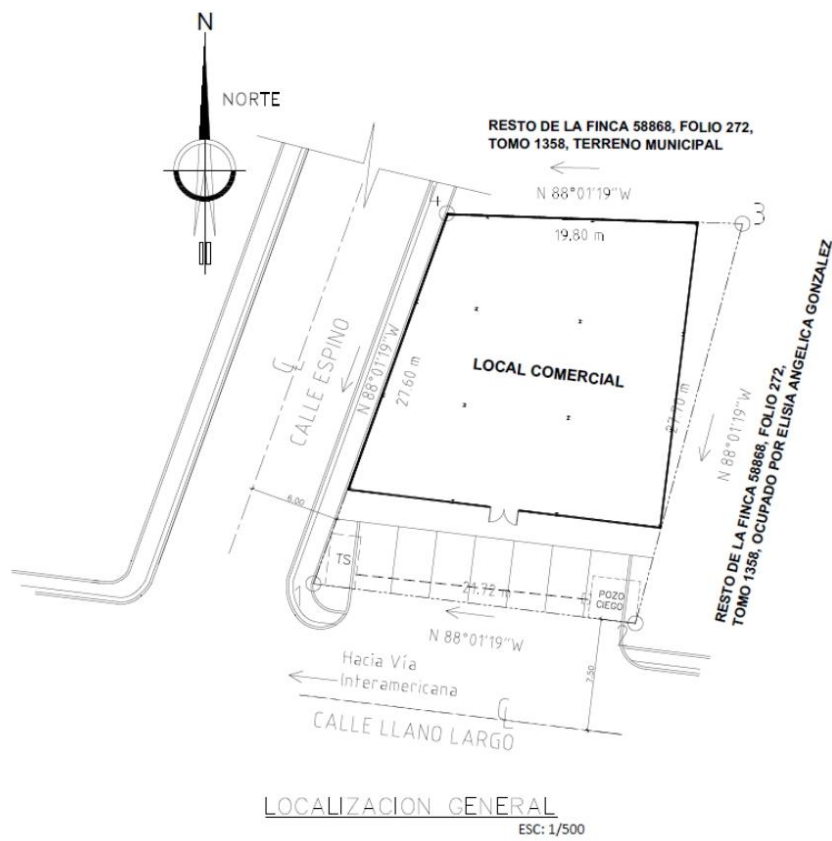 N
NORTE
RESTO DE LA FINCA 58868, FOLIO 272,
TOMO 1358, TERRENO MUNICIPAL
N 88°01'19"W
4
3
19.80 m
CALLE ESPINO
N 88°01'19"W
27.60 m
LOCAL COMERCIAL
N 88°01'19"W
RESTO DE LA FINCA 58868, FOLIO 272,
TOMO 1358, OCUPADO POR ELISIA ANGELICA GONZALEZ
6.00
TS
21.72 m
POZO
CIEGO
1
N 88°01'19"W
7.50
Hacia Vía
Interamericana
CALLE LLANO LARGO
LOCALIZACION GENERAL
ESC: 1/500